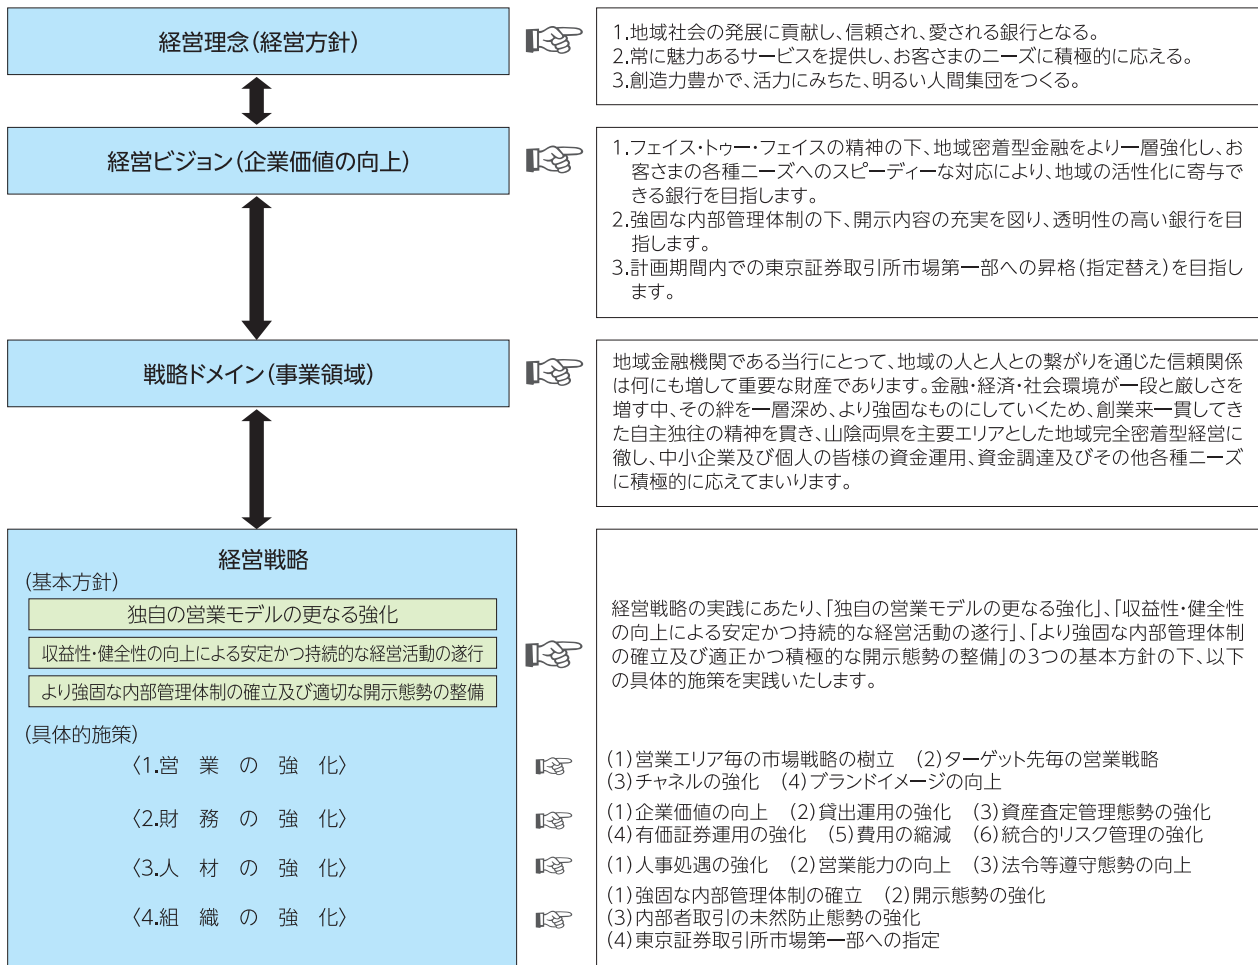 経営理念(経営方針)
1.地域社会の発展に貢献し、信頼され、愛される銀行となる。
2.常に魅力あるサービスを提供し、お客さまのニーズに積極的に応える。
3.創造力豊かで、活力にみちた、明るい人間集団をつくる。
経営ビジョン(企業価値の向上)
1.フェイス・トゥー・フェイスの精神の下、地域密着型金融をより一層強化し、お
客さまの各種ニーズへのスピーディーな対応により、地域の活性化に寄与で
きる銀行を目指します。
2.強固な内部管理体制の下、開示内容の充実を図り、透明性の高い銀行を目
指します。
3.計画期間内での東京証券取引所市場第一部への昇格(指定替え)を目指し
ます。
戦略ドメイン(事業領域)
地域金融機関である当行にとって、地域の人と人との繋がりを通じた信頼関係
は何にも増して重要な財産であります。金融・経済・社会環境が一段と厳しさを
増す中、その絆を一層深め、より強固なものにしていくため、創業来一貫してき
た自主独往の精神を貫き、山陰両県を主要エリアとした地域完全密着型経営に
徹し、中小企業及び個人の皆様の資金運用、資金調達及びその他各種ニーズ
に積極的に応えてまいります。
経営戦略
(基本方針)
独自の営業モデルの更なる強化
収益性・健全性の向上による安定かつ持続的な経営活動の遂行
より強固な内部管理体制の確立及び適切な開示態勢の整備
経営戦略の実践にあたり、「独自の営業モデルの更なる強化」、「収益性・健全性
の向上による安定かつ持続的な経営活動の遂行」、「より強固な内部管理体制
の確立及び適正かつ積極的な開示態勢の整備」の3つの基本方針の下、以下
の具体的施策を実践いたします。
(具体的施策)
〈1.営業の強化〉
(1)営業エリア毎の市場戦略の樹立 (2)ターゲット先毎の営業戦略
(3)チャネルの強化 (4)ブランドイメージの向上
〈2.財務の強化〉
(1)企業価値の向上 (2)貸出運用の強化 (3)資産査定管理態勢の強化
(4)有価証券運用の強化 (5)費用の縮減 (6)統合的リスク管理の強化
〈3.人材の強化〉
(1)人事処遇の強化 (2)営業能力の向上 (3)法令等遵守態勢の向上
〈4.組織の強化〉
(1)強固な内部管理体制の確立 (2)開示態勢の強化
(3)内部者取引の未然防止態勢の強化
(4)東京証券取引所市場第一部への指定